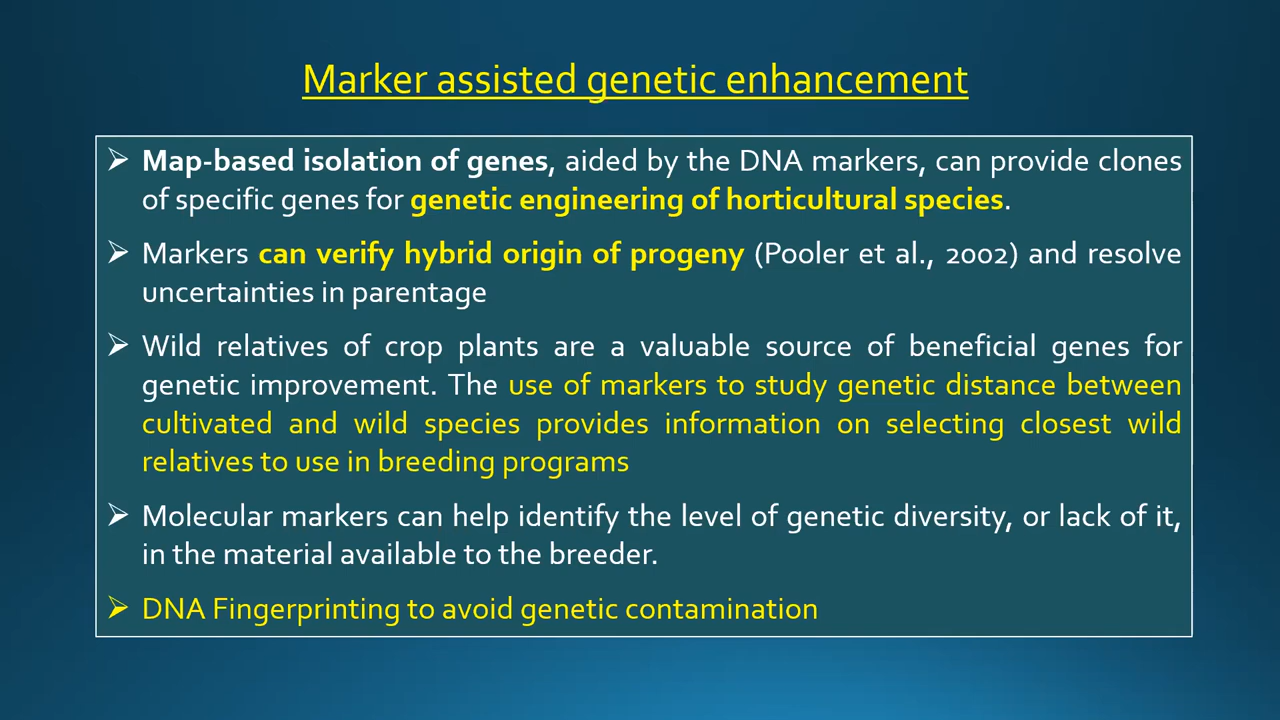 Marker assisted genetic enhancement
➢ Map-based isolation of genes, aided by the DNA markers, can provide clones
of specific genes for genetic engineering of horticultural species.
➢ Markers can verify hybrid origin of progeny (Pooler et al., 2002) and resolve
uncertainties in parentage
➢ Wild relatives of crop plants are a valuable source of beneficial genes for
genetic improvement. The use of markers to study genetic distance between
cultivated and wild species provides information on selecting closest wild
relatives to use in breeding programs
➢ Molecular markers can help identify the level of genetic diversity, or lack of it,
in the material available to the breeder.
➢ DNA Fingerprinting to avoid genetic contamination